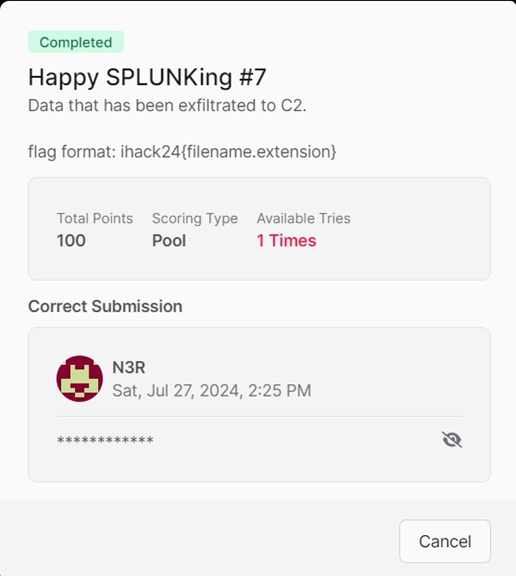 Completed
Happy SPLUNKing #7
Data that has been exfiltrated to C2.
flag format: ihack24{filename.extension}
Total Points Scoring Type Available Tries
100 Pool 1 Times
Correct Submission
N3R
Sat, Jul 27, 2024, 2:25 PM
************
Cancel